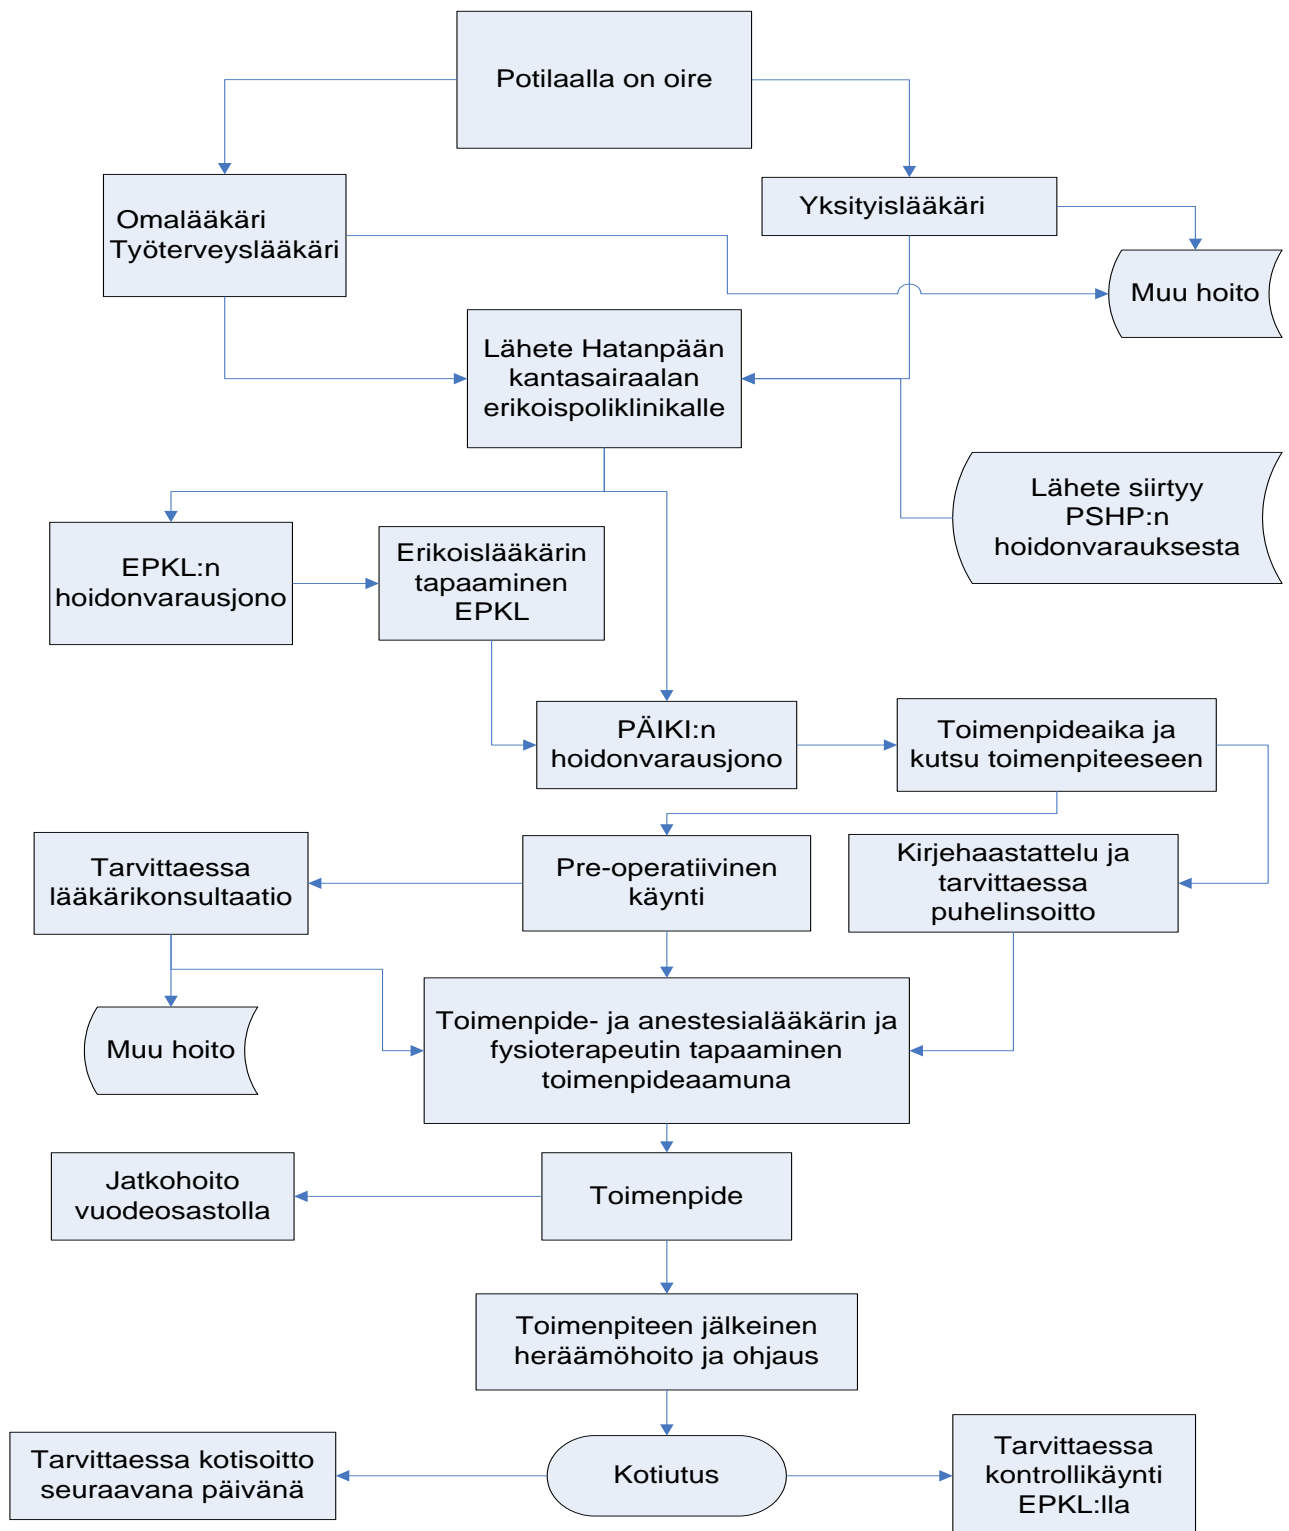 Potilaalla on oire
Omalääkäri
Työterveyslääkäri
Yksityislääkäri
Muu hoito
Lähete Hatanpään
kantasairaalan
erikoispoliklinikalle
Lähete siirtyy
PSHP:n
hoidonvarauksesta
EPKL:n
hoidonvarausjono
Erikoislääkärin
tapaaminen
EPKL
PÄIKI:n
hoidonvarausjono
Toimenpideaika ja
kutsu toimenpiteeseen
Tarvittaessa
lääkärikonsultaatio
Pre-operatiivinen
käynti
Kirjehaastattelu ja
tarvittaessa
puhelinsoitto
Muu hoito
Toimenpide- ja anestesialääkärin ja
fysioterapeutin tapaaminen
toimenpideaamuna
Jatkohoito
vuodeosastolla
Toimenpide
Toimenpiteen jälkeinen
heräämöhoito ja ohjaus
Tarvittaessa kotisoitto
seuraavana päivänä
Kotiutus
Tarvittaessa
kontrollikäynti
EPKL:lla